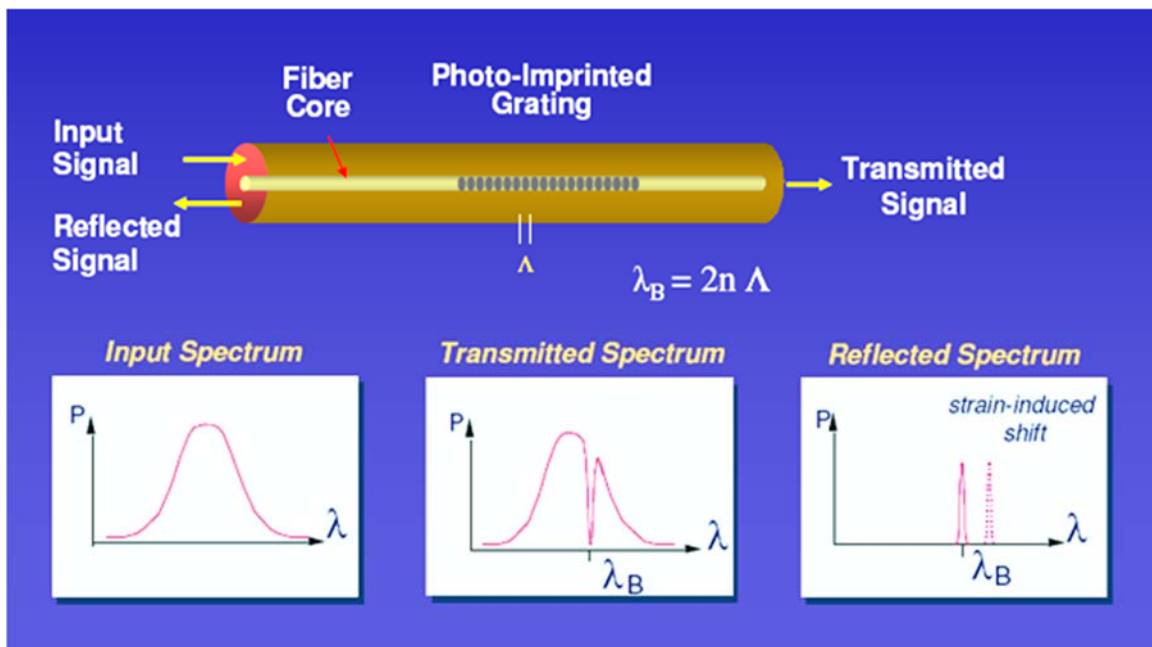 Fiber
Core
Photo-Imprinted
Grating
Input
Signal
Reflected
Signal
Transmitted
Signal
Λ
λB = 2n Λ
Input Spectrum
P
λ
Transmitted Spectrum
P
λ
λB
Reflected Spectrum
strain-induced
shift
P
λ
λB